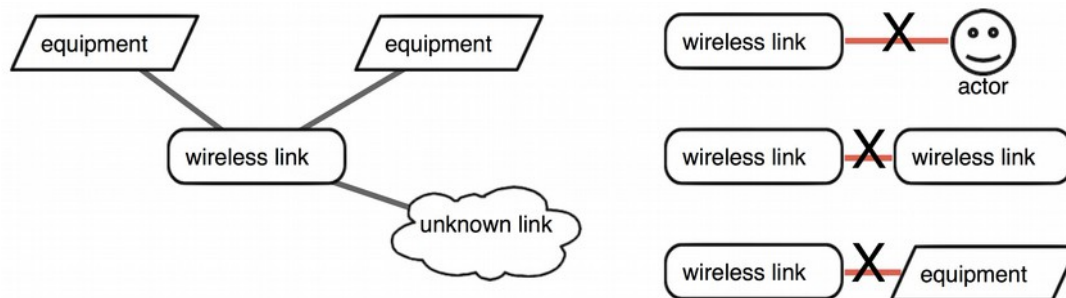 equipment
equipment
wireless link
unknown link
wireless link
X
actor
wireless link
X
wireless link
wireless link
X
equipment